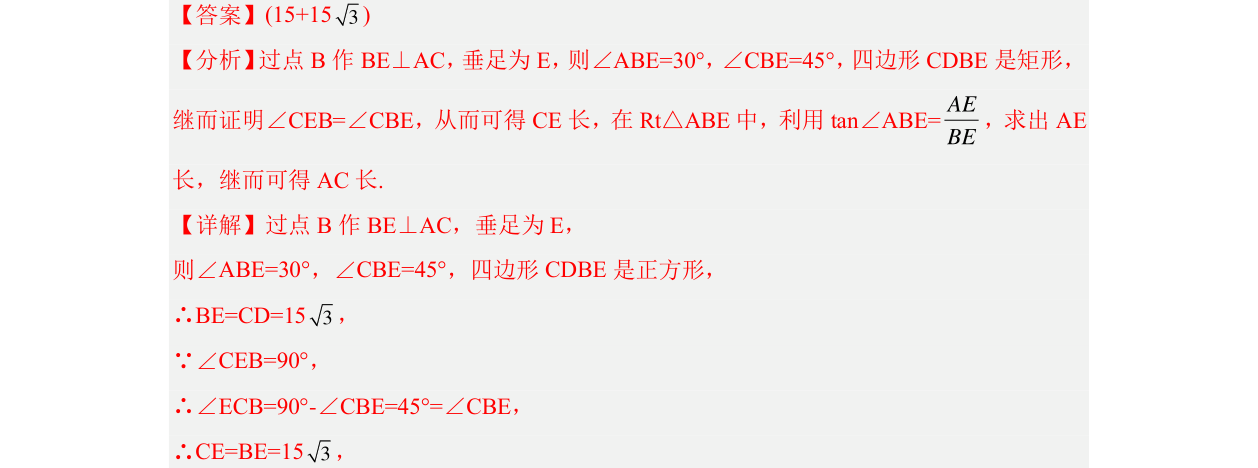 【答案】(15+15√3)
【分析】过点 B 作 BE⊥AC，垂足为 E，则∠ABE=30°，∠CBE=45°，四边形 CDBE 是矩形，
继而证明∠CEB=∠CBE，从而可得 CE 长，在 Rt△ABE 中，利用 tan∠ABE=AE/BE，求出 AE
长，继而可得 AC 长.
【详解】过点 B 作 BE⊥AC，垂足为 E，
则∠ABE=30°，∠CBE=45°，四边形 CDBE 是正方形，
∴BE=CD=15√3，
∵∠CEB=90°，
∴∠ECB=90°-∠CBE=45°=∠CBE，
∴CE=BE=15√3，